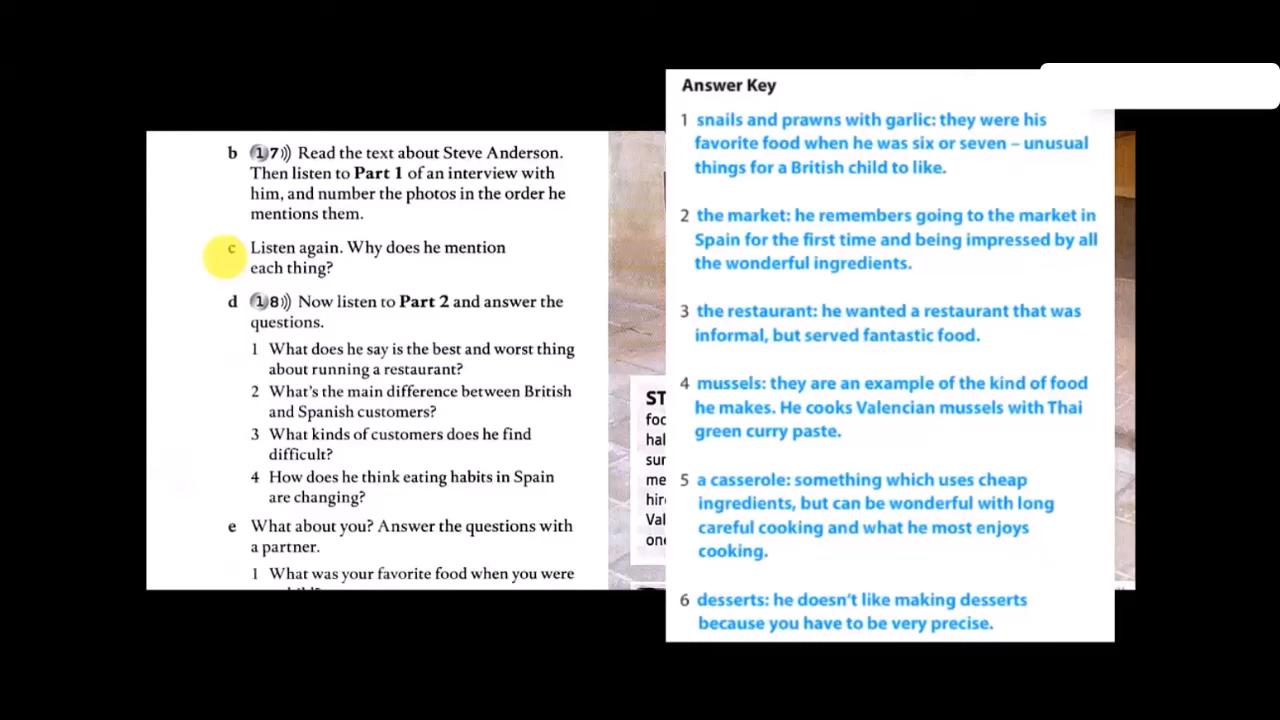 b 1 7)) Read the text about Steve Anderson.
Then listen to Part 1 of an interview with
him, and number the photos in the order he
mentions them.
c Listen again. Why does he mention
each thing?
d 1 8)) Now listen to Part 2 and answer the
questions.
1 What does he say is the best and worst thing
about running a restaurant?
2 What's the main difference between British
and Spanish customers?
3 What kinds of customers does he find
difficult?
4 How does he think eating habits in Spain
are changing?
e What about you? Answer the questions with
a partner.
1 What was your favorite food when you were
ST
foo
hal
sur
me
hir
Val
one
Answer Key
1 snails and prawns with garlic: they were his
favorite food when he was six or seven – unusual
things for a British child to like.
2 the market: he remembers going to the market in
Spain for the first time and being impressed by all
the wonderful ingredients.
3 the restaurant: he wanted a restaurant that was
informal, but served fantastic food.
4 mussels: they are an example of the kind of food
he makes. He cooks Valencian mussels with Thai
green curry paste.
5 a casserole: something which uses cheap
ingredients, but can be wonderful with long
careful cooking and what he most enjoys
cooking.
6 desserts: he doesn't like making desserts
because you have to be very precise.